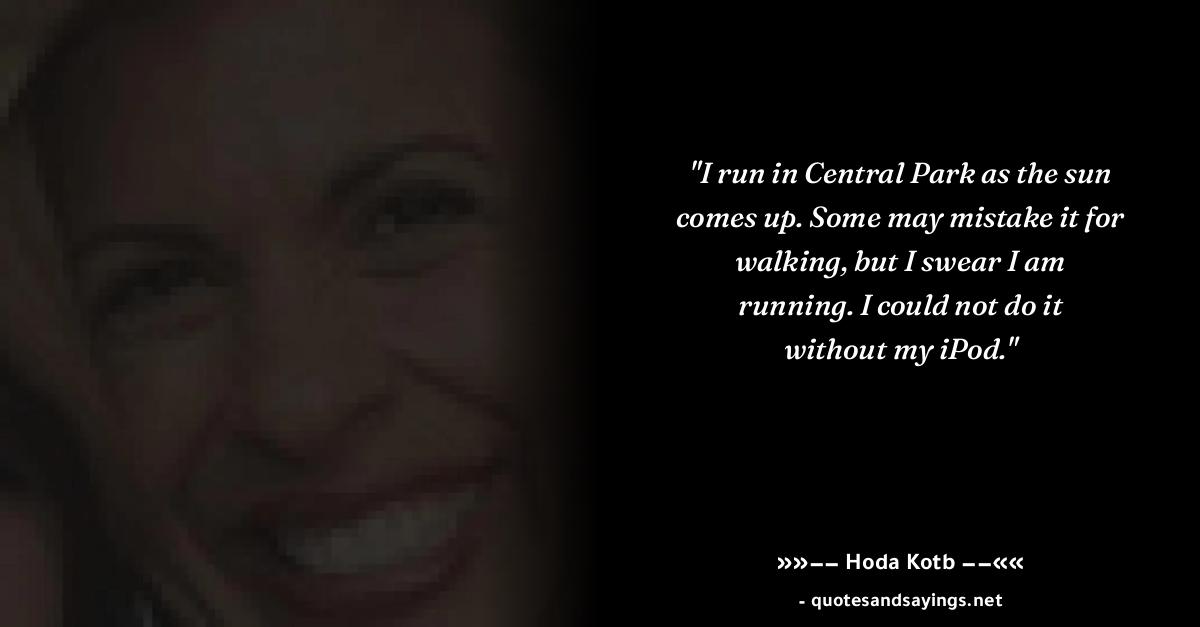 "I run in Central Park as the sun
comes up. Some may mistake it for
walking, but I swear I am
running. I could not do it
without my iPod."
»»−− Hoda Kotb −−««
- quotesandsayings.net